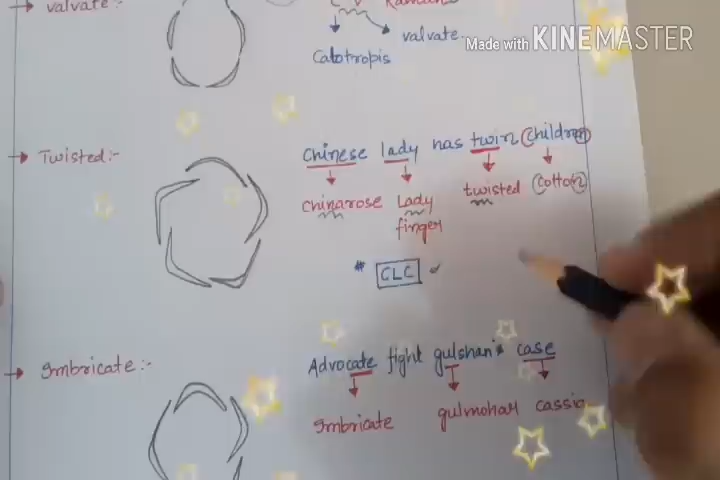 → valvate:-
valvate
Calotropis
Made with KINEMASTER
→ Twisted:-
Chinese lady has twin children
chinarose Lady finger twisted Cotton
* CLC ✓
→ Imbricate:-
Advocate fight gulshan's case
Imbricate gulmohar cassia